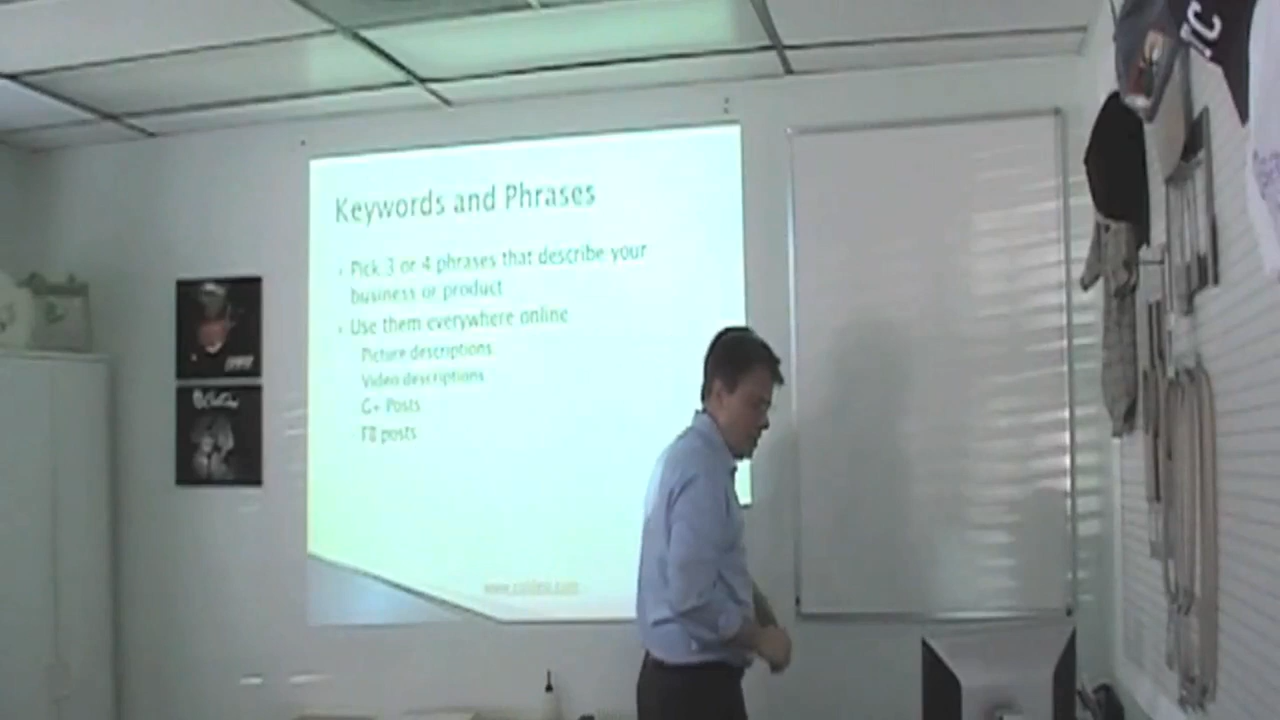 Keywords and Phrases
Pick 3 or 4 phrases that describe your
business or product
Use them everywhere online
Picture descriptions
Video descriptions
G+ Posts
FB posts
TC